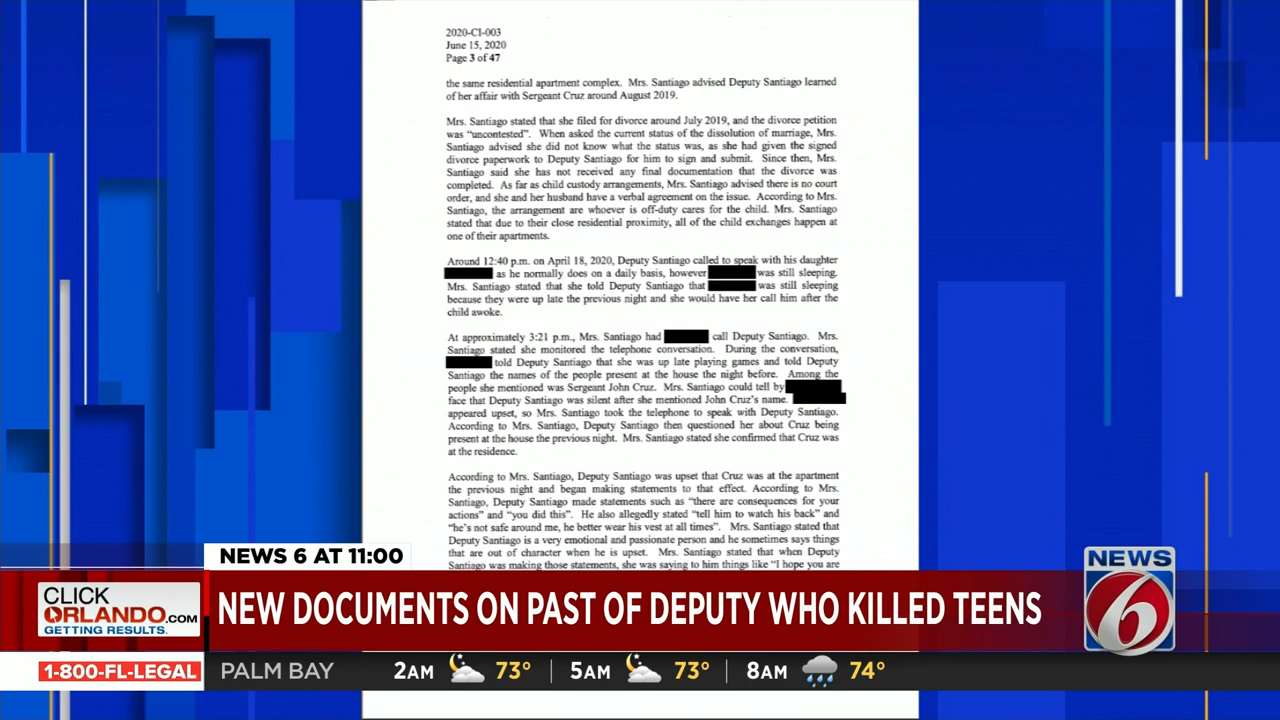 2020-CI-003
June 15, 2020
Page 3 of 47
the same residential apartment complex. Mrs. Santiago advised Deputy Santiago learned
of her affair with Sergeant Cruz around August 2019.
Mrs. Santiago stated that she filed for divorce around July 2019, and the divorce petition
was “uncontested”. When asked the current status of the dissolution of marriage, Mrs.
Santiago advised she did not know what the status was, as she had given the signed
divorce paperwork to Deputy Santiago for him to sign and submit. Since then, Mrs.
Santiago said she has not received any final documentation that the divorce was
completed. As far as child custody arrangements, Mrs. Santiago advised there is no court
order, and she and her husband have a verbal agreement on the issue. According to Mrs.
Santiago, the arrangement are whoever is off-duty cares for the child. Mrs. Santiago
stated that due to their close residential proximity, all of the child exchanges happen at
one of their apartments.
Around 12:40 p.m. on April 18, 2020, Deputy Santiago called to speak with his daughter
as he normally does on a daily basis, however was still sleeping.
Mrs. Santiago stated that she told Deputy Santiago that was still sleeping
because they were up late the previous night and she would have her call him after the
child awoke.
At approximately 3:21 p.m., Mrs. Santiago had call Deputy Santiago. Mrs.
Santiago stated she monitored the telephone conversation. During the conversation,
told Deputy Santiago that she was up late playing games and told Deputy
Santiago the names of the people present at the house the night before. Among the
people she mentioned was Sergeant John Cruz. Mrs. Santiago could tell by
face that Deputy Santiago was silent after she mentioned John Cruz’s name.
appeared upset, so Mrs. Santiago took the telephone to speak with Deputy Santiago.
According to Mrs. Santiago, Deputy Santiago then questioned her about Cruz being
present at the house the previous night. Mrs. Santiago stated she confirmed that Cruz was
at the residence.
According to Mrs. Santiago, Deputy Santiago was upset that Cruz was at the apartment
the previous night and began making statements to that effect. According to Mrs.
Santiago, Deputy Santiago made statements such as “there are consequences for your
actions” and “you did this”. He also allegedly stated “tell him to watch his back” and
“he’s not safe around me, he better wear his vest at all times”. Mrs. Santiago stated that
Deputy Santiago is a very emotional and passionate person and he sometimes says things
that are out of character when he is upset. Mrs. Santiago stated that when Deputy
Santiago was making those statements, she was saying to him things like “I hope you are
NEWS 6 AT 11:00
CLICK
ORLANDO.COM
GETTING RESULTS.
NEW DOCUMENTS ON PAST OF DEPUTY WHO KILLED TEENS
NEWS
6
1-800-FL-LEGAL
PALM BAY 2AM 73° 5AM 73° 8AM 74°